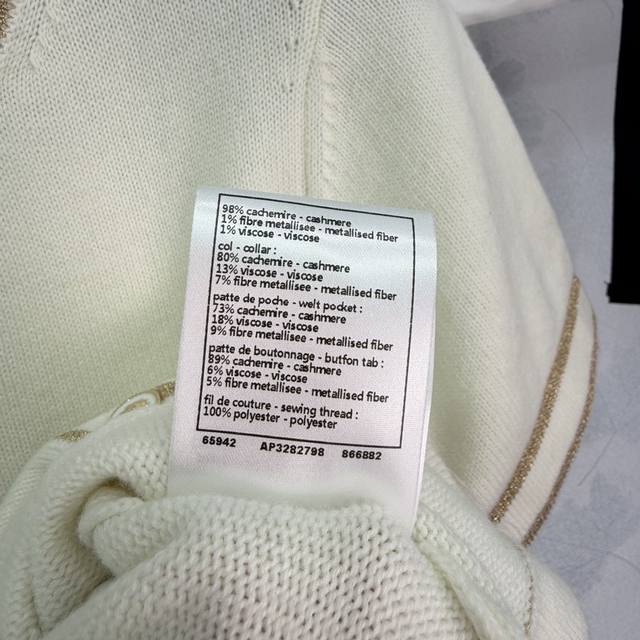 98% cachemire - cashmere
1% fibre metallisee - metallised fiber
1% viscose - viscose
col - collar :
80% cachemire - cashmere
13% viscose - viscose
7% fibre metallisee - metallised fiber
patte de poche - welt pocket :
73% cachemire - cashmere
18% viscose - viscose
9% fibre metallisee - metallised fiber
patte de boutonnage - button tab :
89% cachemire - cashmere
6% viscose - viscose
5% fibre metallisee - metallised fiber
fil de couture - sewing thread :
100% polyester - polyester
65942 AP3282798 866882